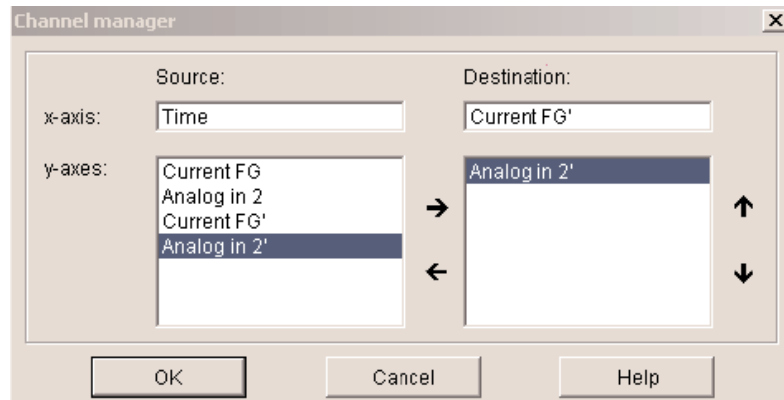 Channel manager
Source: Destination:
x-axis: Time Current FG'
y-axes: Current FG Analog in 2'
Analog in 2
Current FG'
Analog in 2'
OK Cancel Help